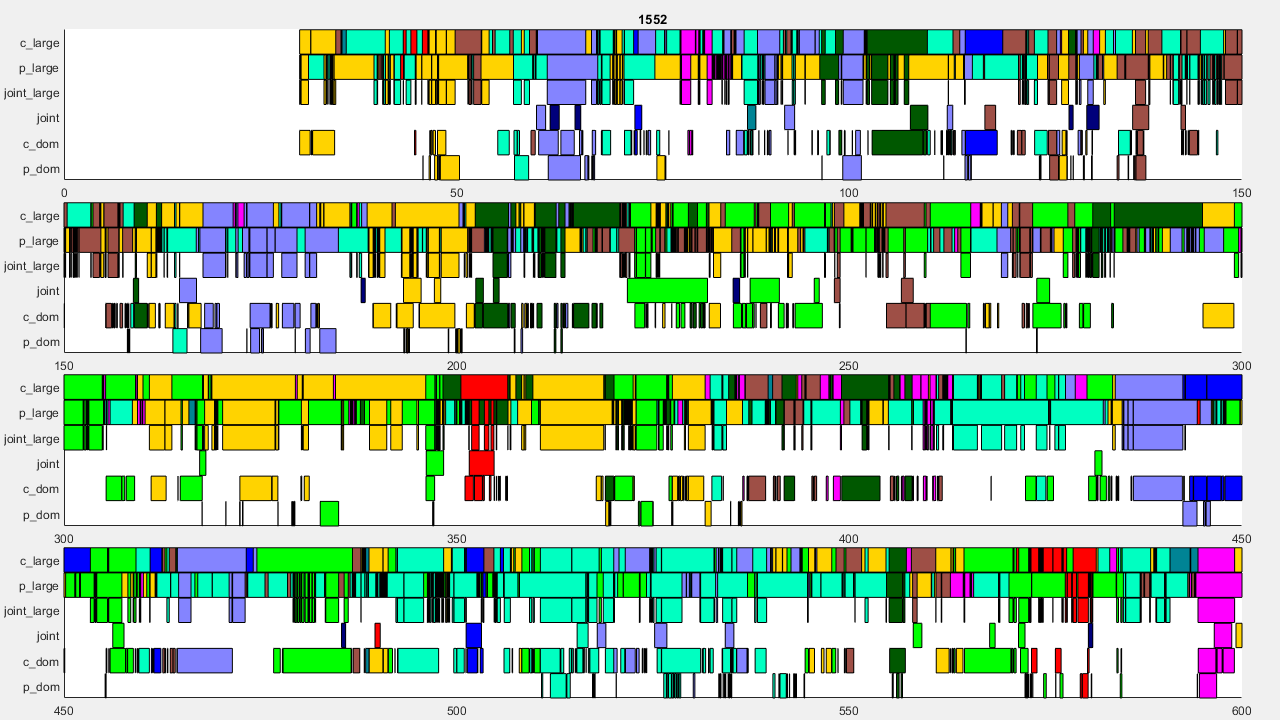 1552
c_large
p_large
joint_large
joint
c_dom
p_dom
0 50 100 150
c_large
p_large
joint_large
joint
c_dom
p_dom
150 200 250 300
c_large
p_large
joint_large
joint
c_dom
p_dom
300 350 400 450
c_large
p_large
joint_large
joint
c_dom
p_dom
450 500 550 600